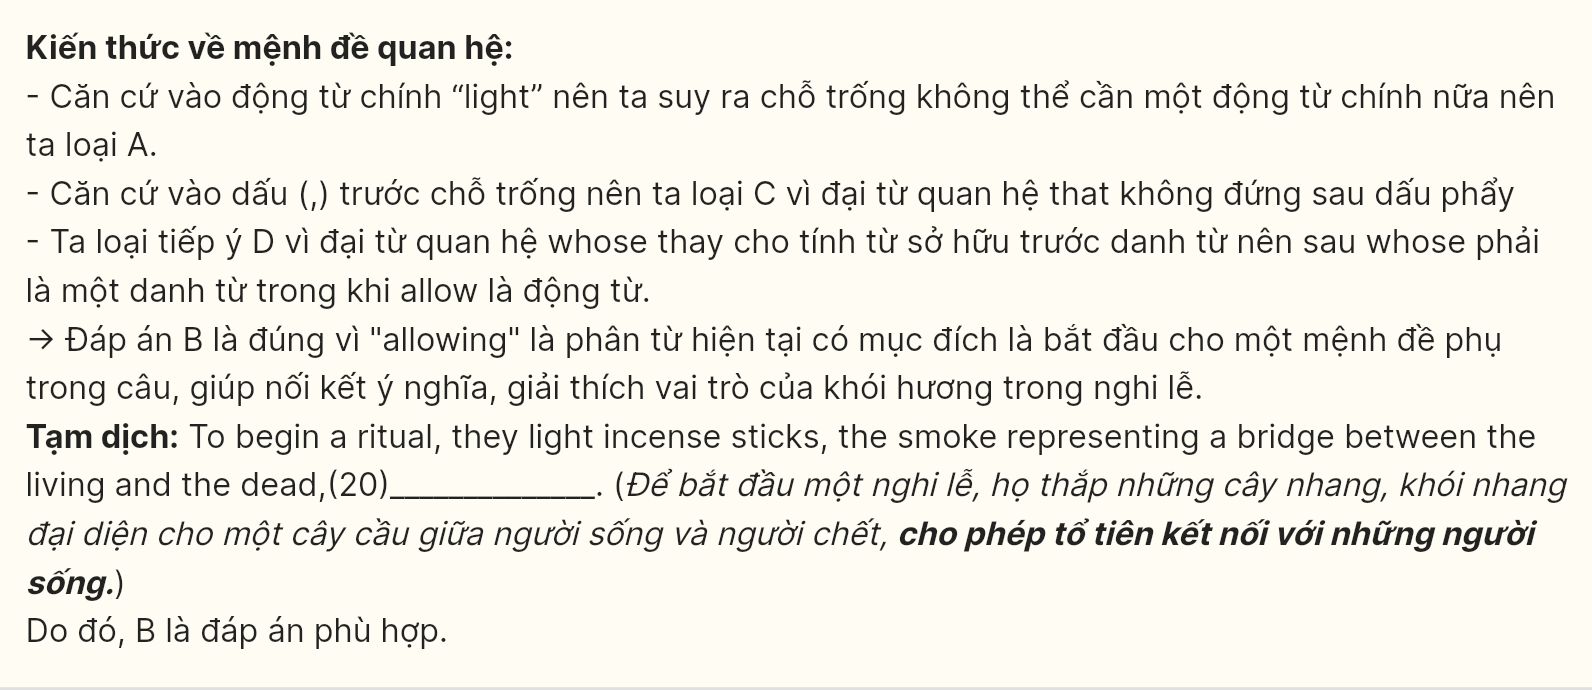 Kiến thức về mệnh đề quan hệ:
- Căn cứ vào động từ chính “light” nên ta suy ra chỗ trống không thể cần một động từ chính nữa nên
ta loại A.
- Căn cứ vào dấu (,) trước chỗ trống nên ta loại C vì đại từ quan hệ that không đứng sau dấu phẩy
- Ta loại tiếp ý D vì đại từ quan hệ whose thay cho tính từ sở hữu trước danh từ nên sau whose phải
là một danh từ trong khi allow là động từ.
→ Đáp án B là đúng vì "allowing" là phân từ hiện tại có mục đích là bắt đầu cho một mệnh đề phụ
trong câu, giúp nối kết ý nghĩa, giải thích vai trò của khói hương trong nghi lễ.
Tạm dịch: To begin a ritual, they light incense sticks, the smoke representing a bridge between the
living and the dead,(20)______________. (Để bắt đầu một nghi lễ, họ thắp những cây nhang, khói nhang
đại diện cho một cây cầu giữa người sống và người chết, cho phép tổ tiên kết nối với những người
sống.)
Do đó, B là đáp án phù hợp.